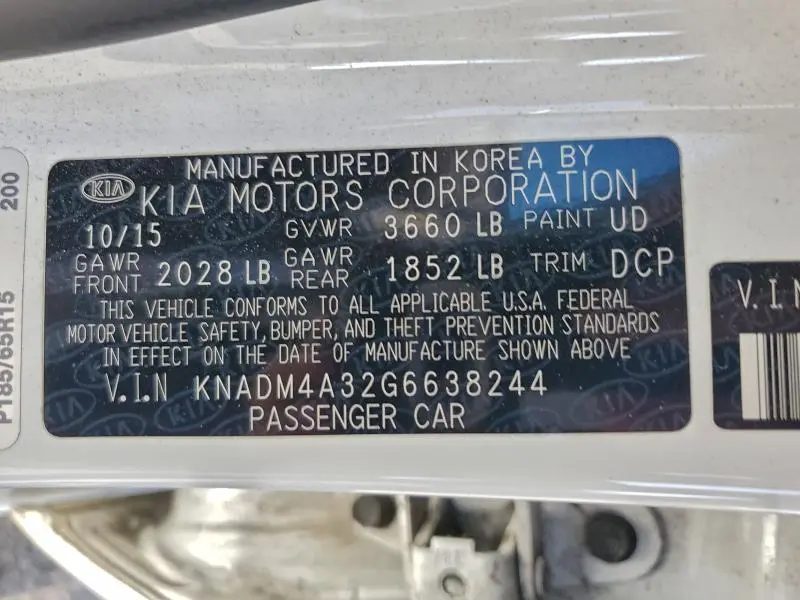 MANUFACTURED IN KOREA BY
KIA KIA MOTORS CORPORATION
10/15 GVWR 3660 LB PAINT UD
GAWR FRONT 2028 LB GAWR REAR 1852 LB TRIM DCP
THIS VEHICLE CONFORMS TO ALL APPLICABLE U.S.A. FEDERAL
MOTOR VEHICLE SAFETY, BUMPER, AND THEFT PREVENTION STANDARDS
IN EFFECT ON THE DATE OF MANUFACTURE SHOWN ABOVE
V.I.N KNADM4A32G6638244
PASSENGER CAR
P185/65R15 200
V.I.N